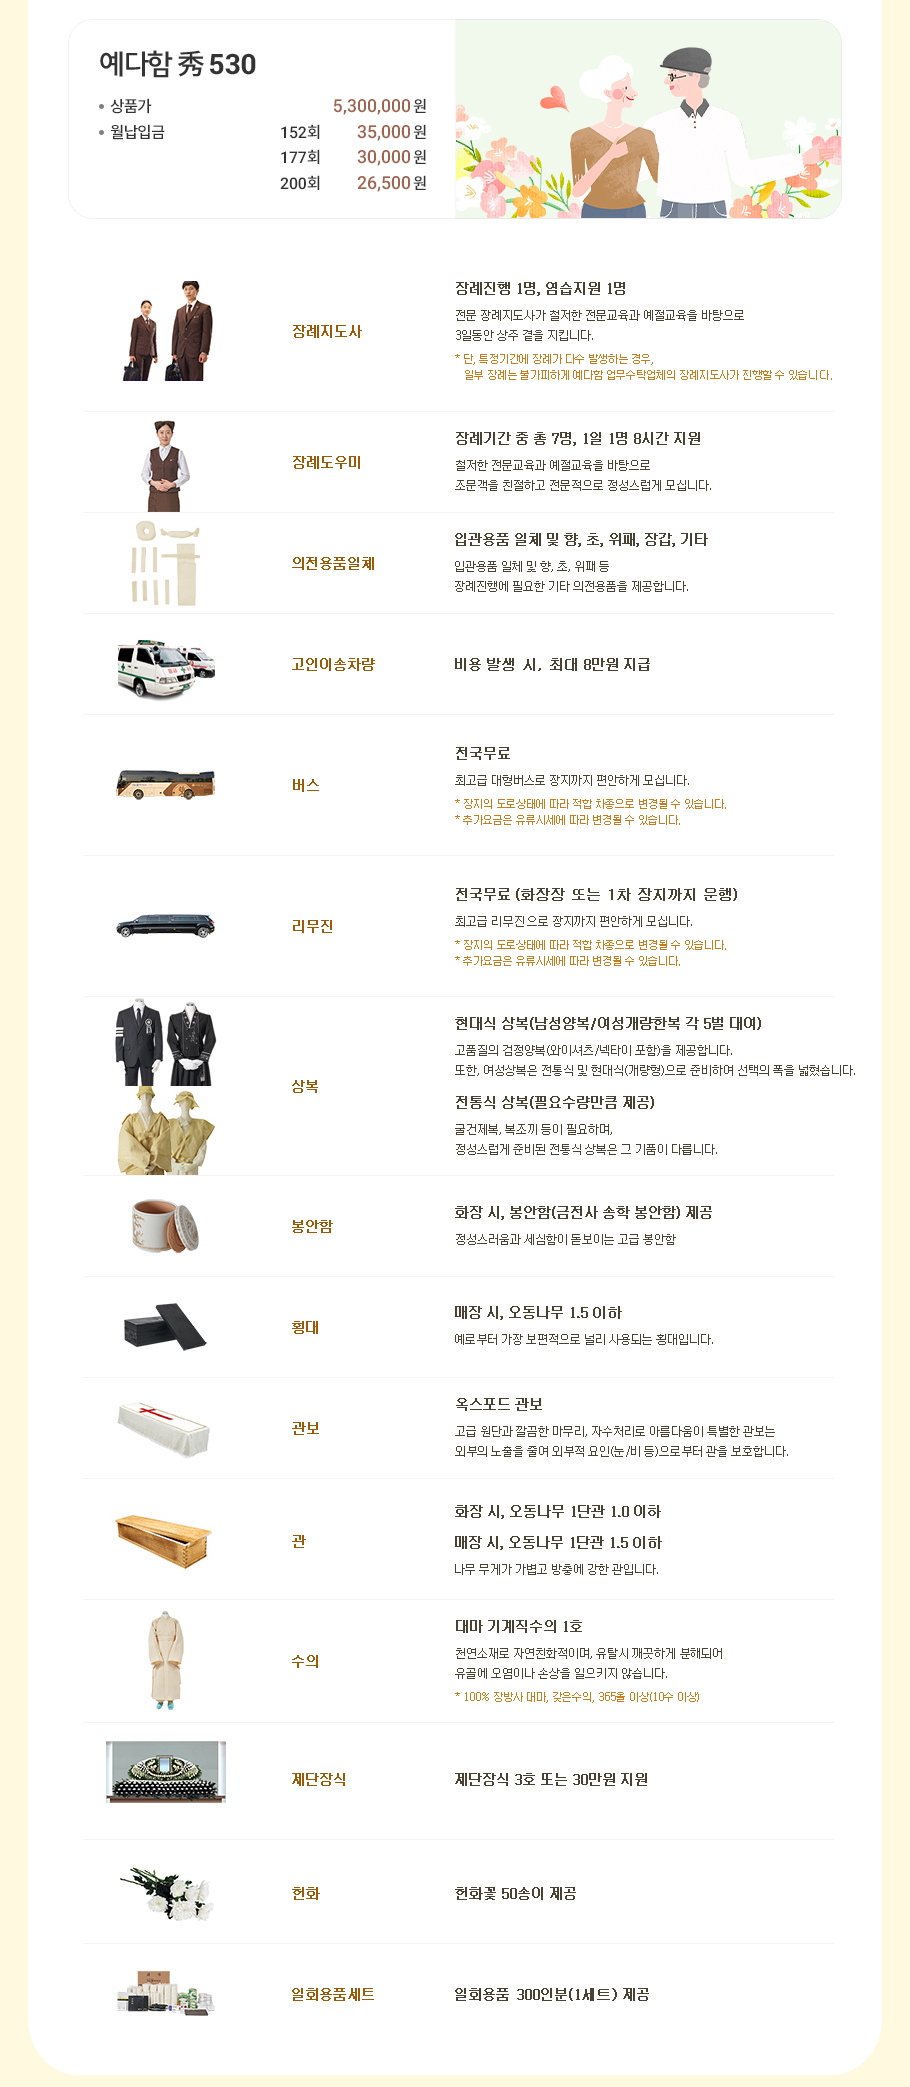 예다함 秀 530
• 상품가 5,300,000 원
• 월납입금 152회 35,000 원
177회 30,000 원
200회 26,500 원
장례지도사
장례진행 1명, 염습지원 1명
전문 장례지도사가 철저한 전문교육과 예절교육을 바탕으로
3일동안 상주 곁을 지킵니다.
* 단, 특정기간에 장례가 다수 발생하는 경우,
일부 장례는 불가피하게 예다함 업무수탁업체의 장례지도사가 진행할 수 있습니다.
장례도우미
장례기간 중 총 7명, 1일 1명 8시간 지원
철저한 전문교육과 예절교육을 바탕으로
조문객을 친절하고 전문적으로 정성스럽게 모십니다.
의전용품일체
입관용품 일체 및 향, 초, 위패, 장갑, 기타
입관용품 일체 및 향, 초, 위패 등
장례진행에 필요한 기타 의전용품을 제공합니다.
고인이송차량
비용 발생 시, 최대 8만원 지급
버스
전국무료
최고급 대형버스로 장지까지 편안하게 모십니다.
* 장지의 도로상태에 따라 적합 차종으로 변경될 수 있습니다.
* 추가요금은 유류시세에 따라 변경될 수 있습니다.
리무진
전국무료 (화장장 또는 1차 장지까지 운행)
최고급 리무진으로 장지까지 편안하게 모십니다.
* 장지의 도로상태에 따라 적합 차종으로 변경될 수 있습니다.
* 추가요금은 유류시세에 따라 변경될 수 있습니다.
상복
현대식 상복(남성양복/여성개량한복 각 5벌 대여)
고품질의 검정양복(와이셔츠/넥타이 포함)을 제공합니다.
또한, 여성상복은 전통식 및 현대식(개량형)으로 준비하여 선택의 폭을 넓혔습니다.
전통식 상복(필요수량만큼 제공)
굴건제복, 복조끼 등이 필요하며,
정성스럽게 준비된 전통식 상복은 그 기품이 다릅니다.
봉안함
화장 시, 봉안함(금전사 송학 봉안함) 제공
정성스러움과 세심함이 돋보이는 고급 봉안함
횡대
매장 시, 오동나무 1.5 이하
예로부터 가장 보편적으로 널리 사용되는 횡대입니다.
관보
옥스포드 관보
고급 원단과 깔끔한 마무리, 자수처리로 아름다움이 특별한 관보는
외부의 노출을 줄여 외부적 요인(눈/비 등)으로부터 관을 보호합니다.
관
화장 시, 오동나무 1단관 1.0 이하
매장 시, 오동나무 1단관 1.5 이하
나무 무게가 가볍고 방충에 강한 관입니다.
수의
대마 기계직수의 1호
천연소재로 자연친화적이며, 유탈시 깨끗하게 분해되어
유골에 오염이나 손상을 일으키지 않습니다.
* 100% 장방사 대마, 갖은수의, 365올 이상(10수 이상)
제단장식
제단장식 3호 또는 30만원 지원
헌화
헌화꽃 50송이 제공
일회용품세트
일회용품 300인분(1세트) 제공